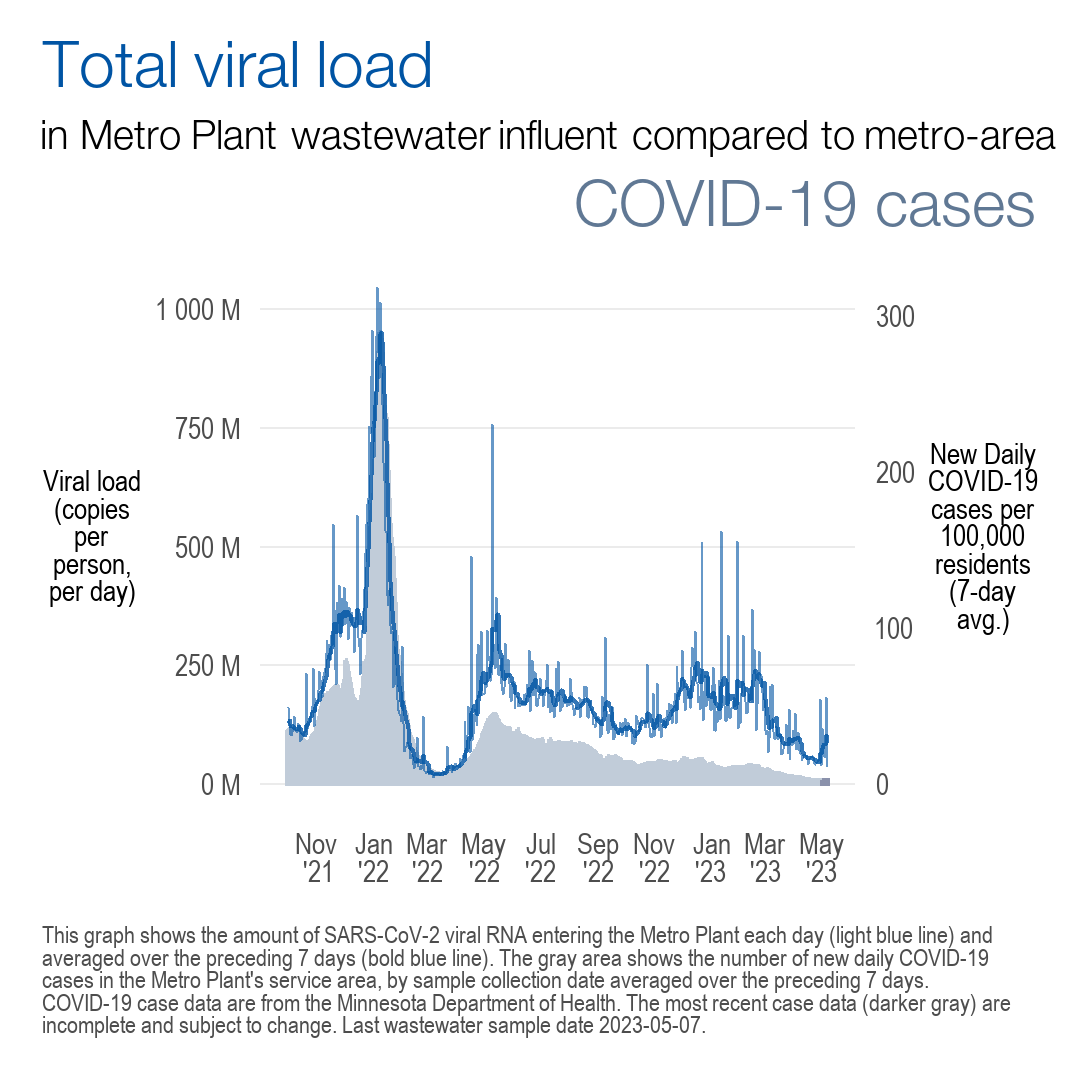 Total viral load
in Metro Plant wastewater influent compared to metro-area
COVID-19 cases
1 000 M
750 M
500 M
250 M
0 M
Viral load
(copies
per
person,
per day)
300
200
100
0
New Daily
COVID-19
cases per
100,000
residents
(7-day
avg.)
Nov Jan Mar May Jul Sep Nov Jan Mar May
'21 '22 '22 '22 '22 '22 '22 '23 '23 '23
This graph shows the amount of SARS-CoV-2 viral RNA entering the Metro Plant each day (light blue line) and
averaged over the preceding 7 days (bold blue line). The gray area shows the number of new daily COVID-19
cases in the Metro Plant's service area, by sample collection date averaged over the preceding 7 days.
COVID-19 case data are from the Minnesota Department of Health. The most recent case data (darker gray) are
incomplete and subject to change. Last wastewater sample date 2023-05-07.